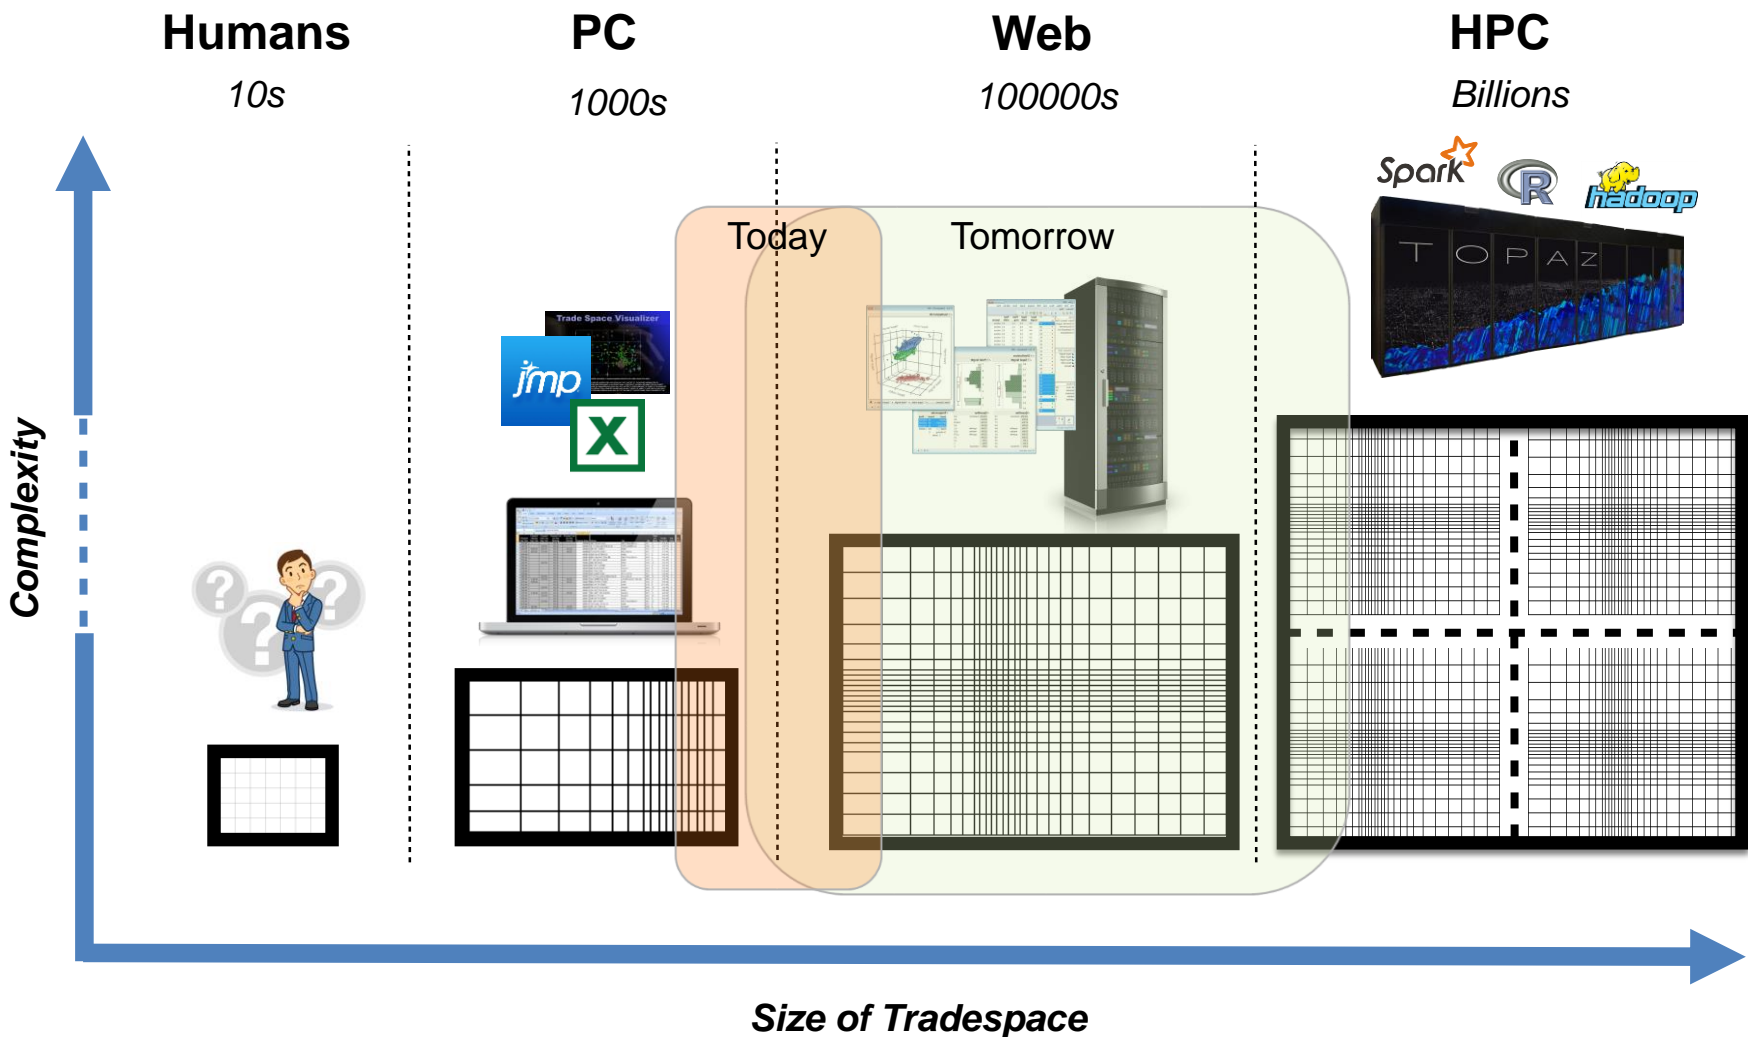 Humans
PC
Web
HPC
10s
1000s
100000s
Billions
Spark
R
hadoop
Today
Tomorrow
TOPAZ
Trade Space Visualizer
jmp
X
?
?
?
Complexity
Size of Tradespace